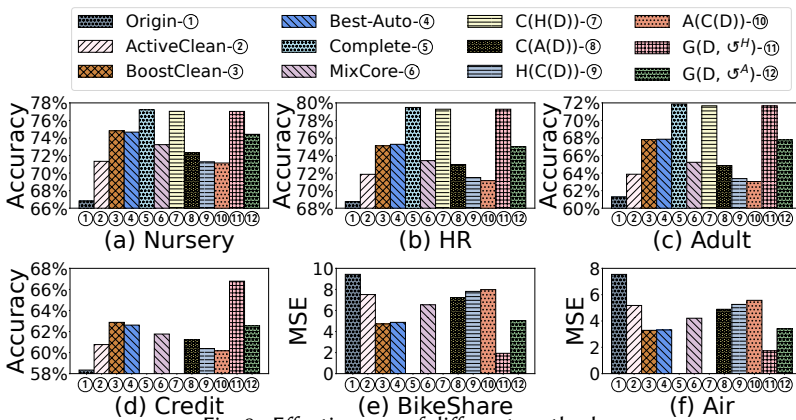 Origin-① Best-Auto-④ C(H(D))-⑦ A(C(D))-⑩
ActiveClean-② Complete-⑤ C(A(D))-⑧ G(D, ↺ᴴ)-⑪
BoostClean-③ MixCore-⑥ H(C(D))-⑨ G(D, ↺ᴬ)-⑫
Accuracy 78% 76% 74% 72% 70% 68% 66%
①②③④⑤⑥⑦⑧⑨⑩⑪⑫
(a) Nursery
Accuracy 80% 78% 76% 74% 72% 70% 68%
①②③④⑤⑥⑦⑧⑨⑩⑪⑫
(b) HR
Accuracy 72% 70% 68% 66% 64% 62% 60%
①②③④⑤⑥⑦⑧⑨⑩⑪⑫
(c) Adult
Accuracy 68% 66% 64% 62% 60% 58%
①②③④⑤⑥⑦⑧⑨⑩⑪⑫
(d) Credit
MSE 10 8 6 4 2 0
①②③④⑤⑥⑦⑧⑨⑩⑪⑫
(e) BikeShare
MSE 8 6 4 2 0
①②③④⑤⑥⑦⑧⑨⑩⑪⑫
(f) Air